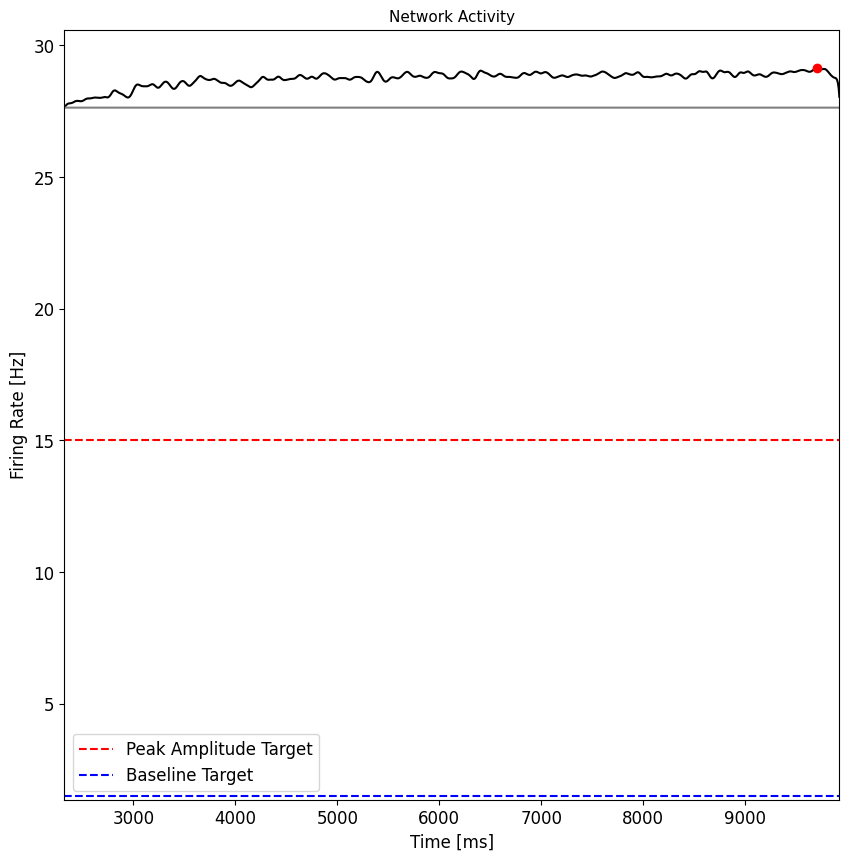 Network Activity
30
25
20
15
10
5
Firing Rate [Hz]
Peak Amplitude Target
Baseline Target
3000 4000 5000 6000 7000 8000 9000
Time [ms]